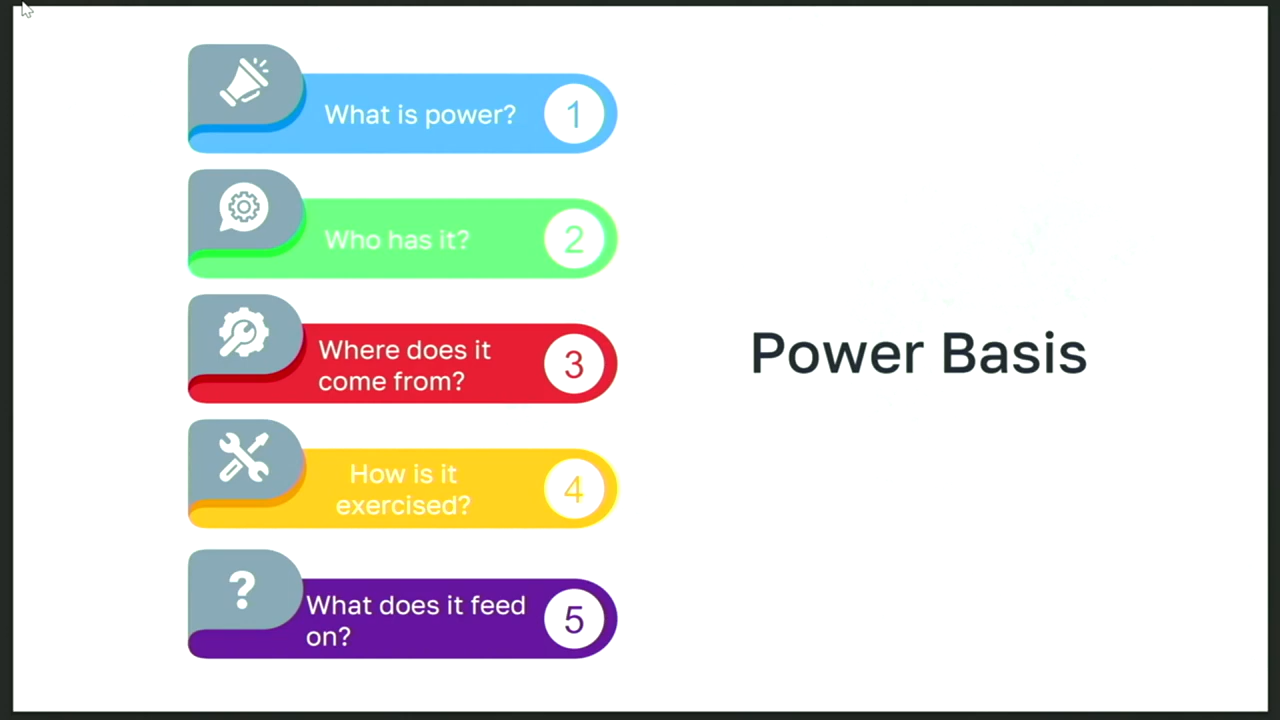 What is power?
1
Who has it?
2
Where does it
come from?
3
How is it
exercised?
4
?
What does it feed
on?
5
Power Basis